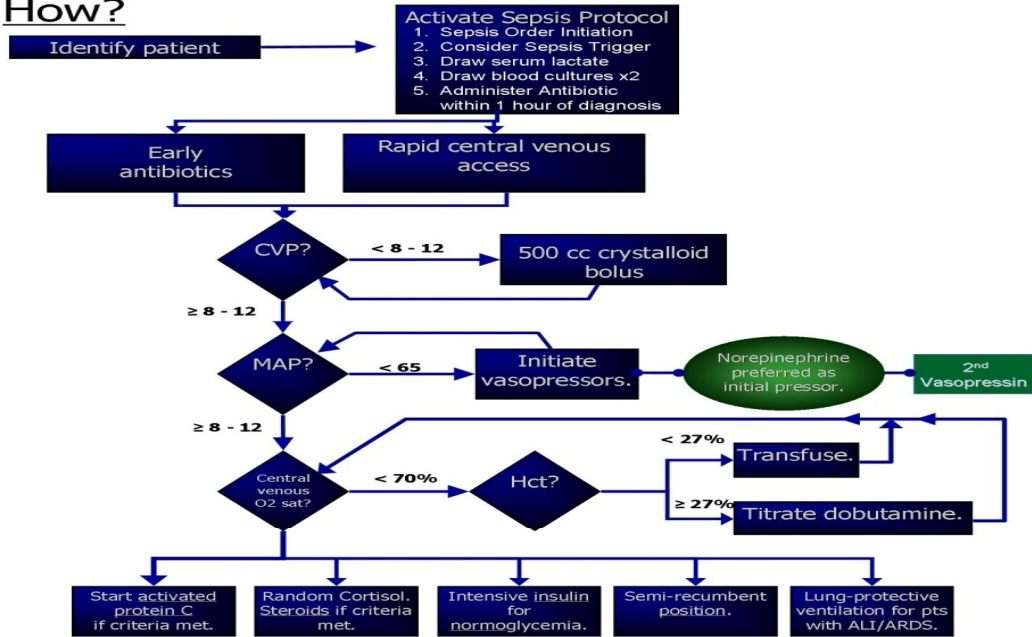 How?
Identify patient
Activate Sepsis Protocol
1. Sepsis Order Initiation
2. Consider Sepsis Trigger
3. Draw serum lactate
4. Draw blood cultures x2
5. Administer Antibiotic
within 1 hour of diagnosis
Early
antibiotics
Rapid central venous
access
CVP?
< 8 - 12
500 cc crystalloid
bolus
≥ 8 - 12
MAP?
< 65
Initiate
vasopressors.
Norepinephrine
preferred as
initial pressor.
2nd
Vasopressin
≥ 8 - 12
Central
venous
O2 sat?
< 70%
Hct?
< 27%
Transfuse.
≥ 27%
Titrate dobutamine.
Start activated
protein C
if criteria met.
Random Cortisol.
Steroids if criteria
met.
Intensive insulin
for
normoglycemia.
Semi-recumbent
position.
Lung-protective
ventilation for pts
with ALI/ARDS.